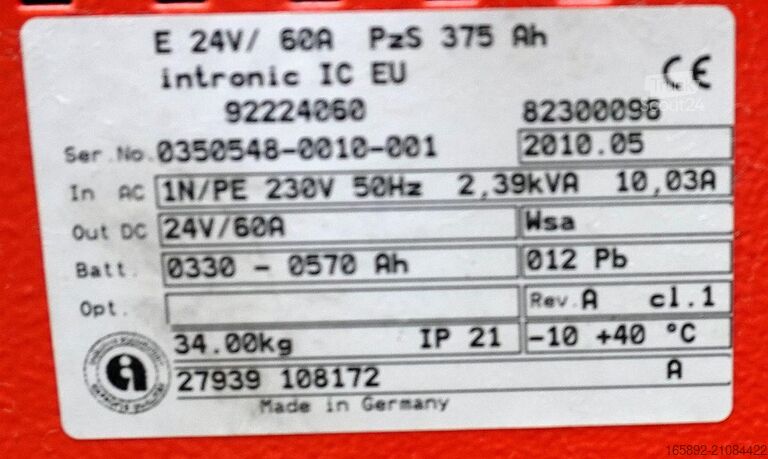 E 24V/ 60A PzS 375 Ah
intronic IC EU CE
92224060 82300098
Ser.No. 0350548-0010-001 2010.05
In AC 1N/PE 230V 50Hz 2,39kVA 10,03A
Out DC 24V/60A Wsa
Batt. 0330 - 0570 Ah 012 Pb
Opt. Rev.A cl.1
34.00kg IP 21 -10 +40 °C
27939 108172 A
Made in Germany
165892-21084422